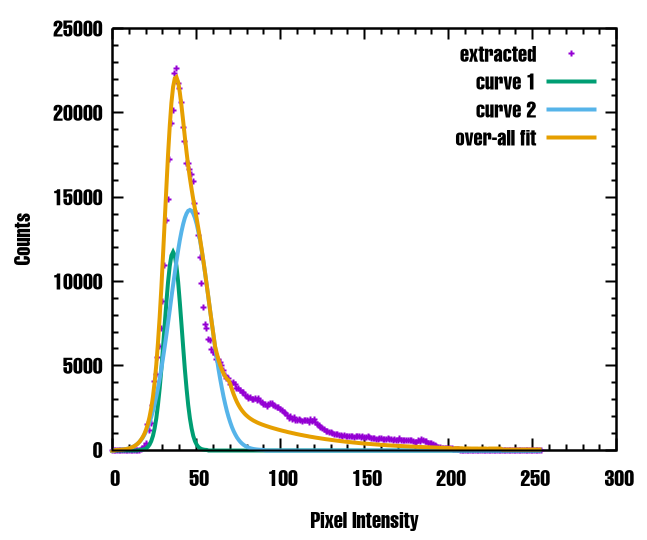 25000
20000
15000
10000
5000
0
Counts
extracted
curve 1
curve 2
over-all fit
0 50 100 150 200 250 300
Pixel Intensity